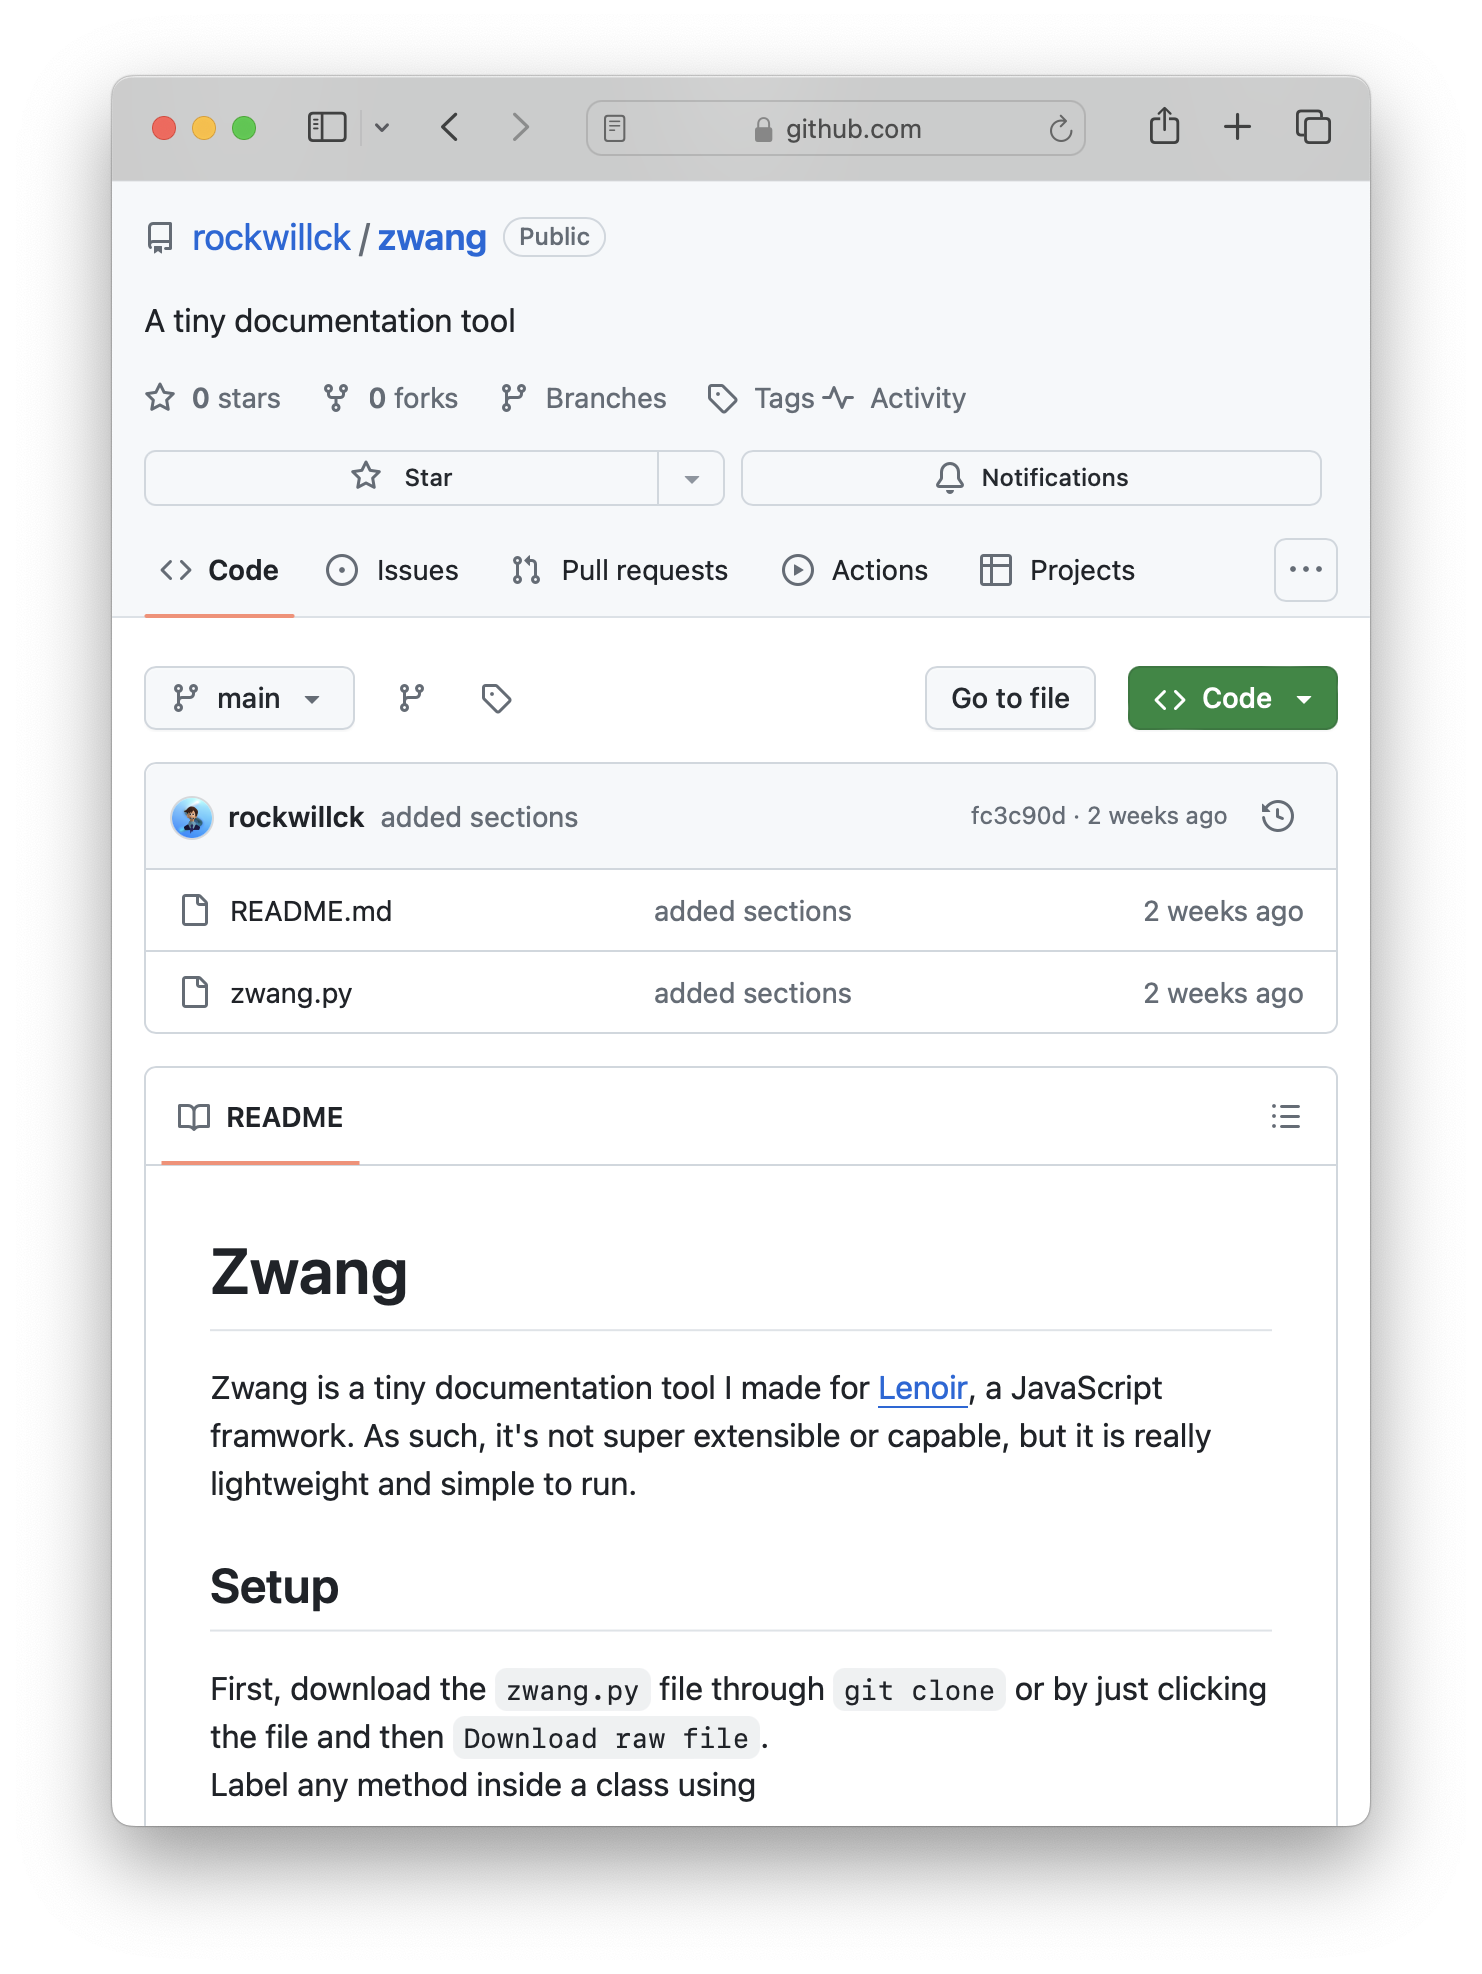 github.com
rockwillck / zwang Public
A tiny documentation tool
0 stars 0 forks Branches Tags Activity
Star Notifications
Code Issues Pull requests Actions Projects
main Go to file Code
rockwillck added sections fc3c90d · 2 weeks ago
README.md added sections 2 weeks ago
zwang.py added sections 2 weeks ago
README
Zwang
Zwang is a tiny documentation tool I made for Lenoir, a JavaScript
framwork. As such, it's not super extensible or capable, but it is really
lightweight and simple to run.
Setup
First, download the zwang.py file through git clone or by just clicking
the file and then Download raw file.
Label any method inside a class using